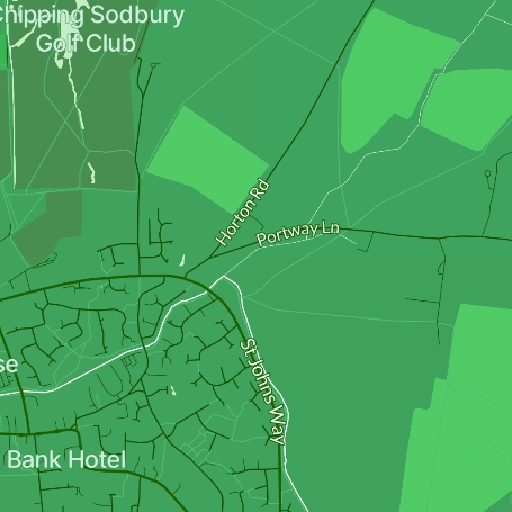 Chipping Sodbury
Golf Club
Horton Rd
Portway Ln
se
St Johns Way
Bank Hotel